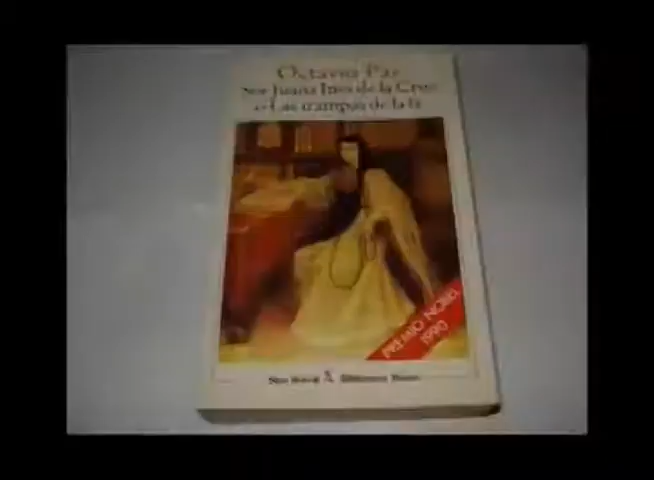 Octavio Paz
Sor Juana Inés de la Cruz
o Las trampas de la fe
PREMIO NOBEL
1990
Seix Barral Biblioteca Breve